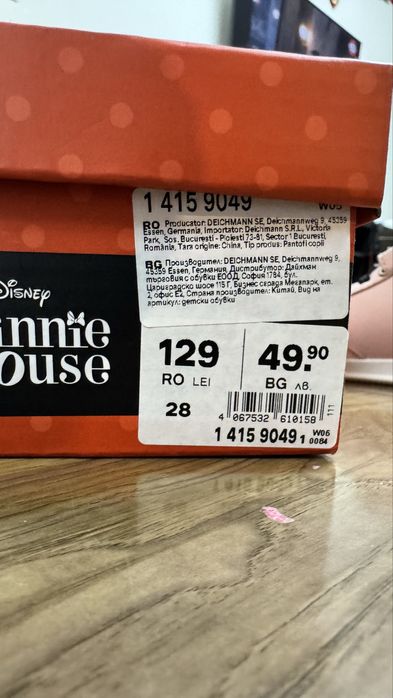 1 415 9049 W05
RO Producator: DEICHMANN SE, Deichmannweg 9, 45359
Essen, Germania, Importator: Deichmann S.R.L., Victoria
Park, Sos. Bucuresti - Ploiesti 73-81, Sector 1 Bucuresti,
România, Tara origine: China, Tip produs: Pantofi copii
BG Производител: DEICHMANN SE, Deichmannweg 9,
45359 Essen, Германия, Дистрибутор: Дайхман
търговия с обувки ЕООД, София 1784, бул.
Цариградско шосе 115 Г, Бизнес сграда Мегапарк, ет.
2, офис E2, Страна производител: Китай, Вид на
артикул: детски обувки
Disney
innie
ouse
129 49.90
RO LEI BG лв.
28
4 067532 610158 111
1 415 9049 1 W05
0084